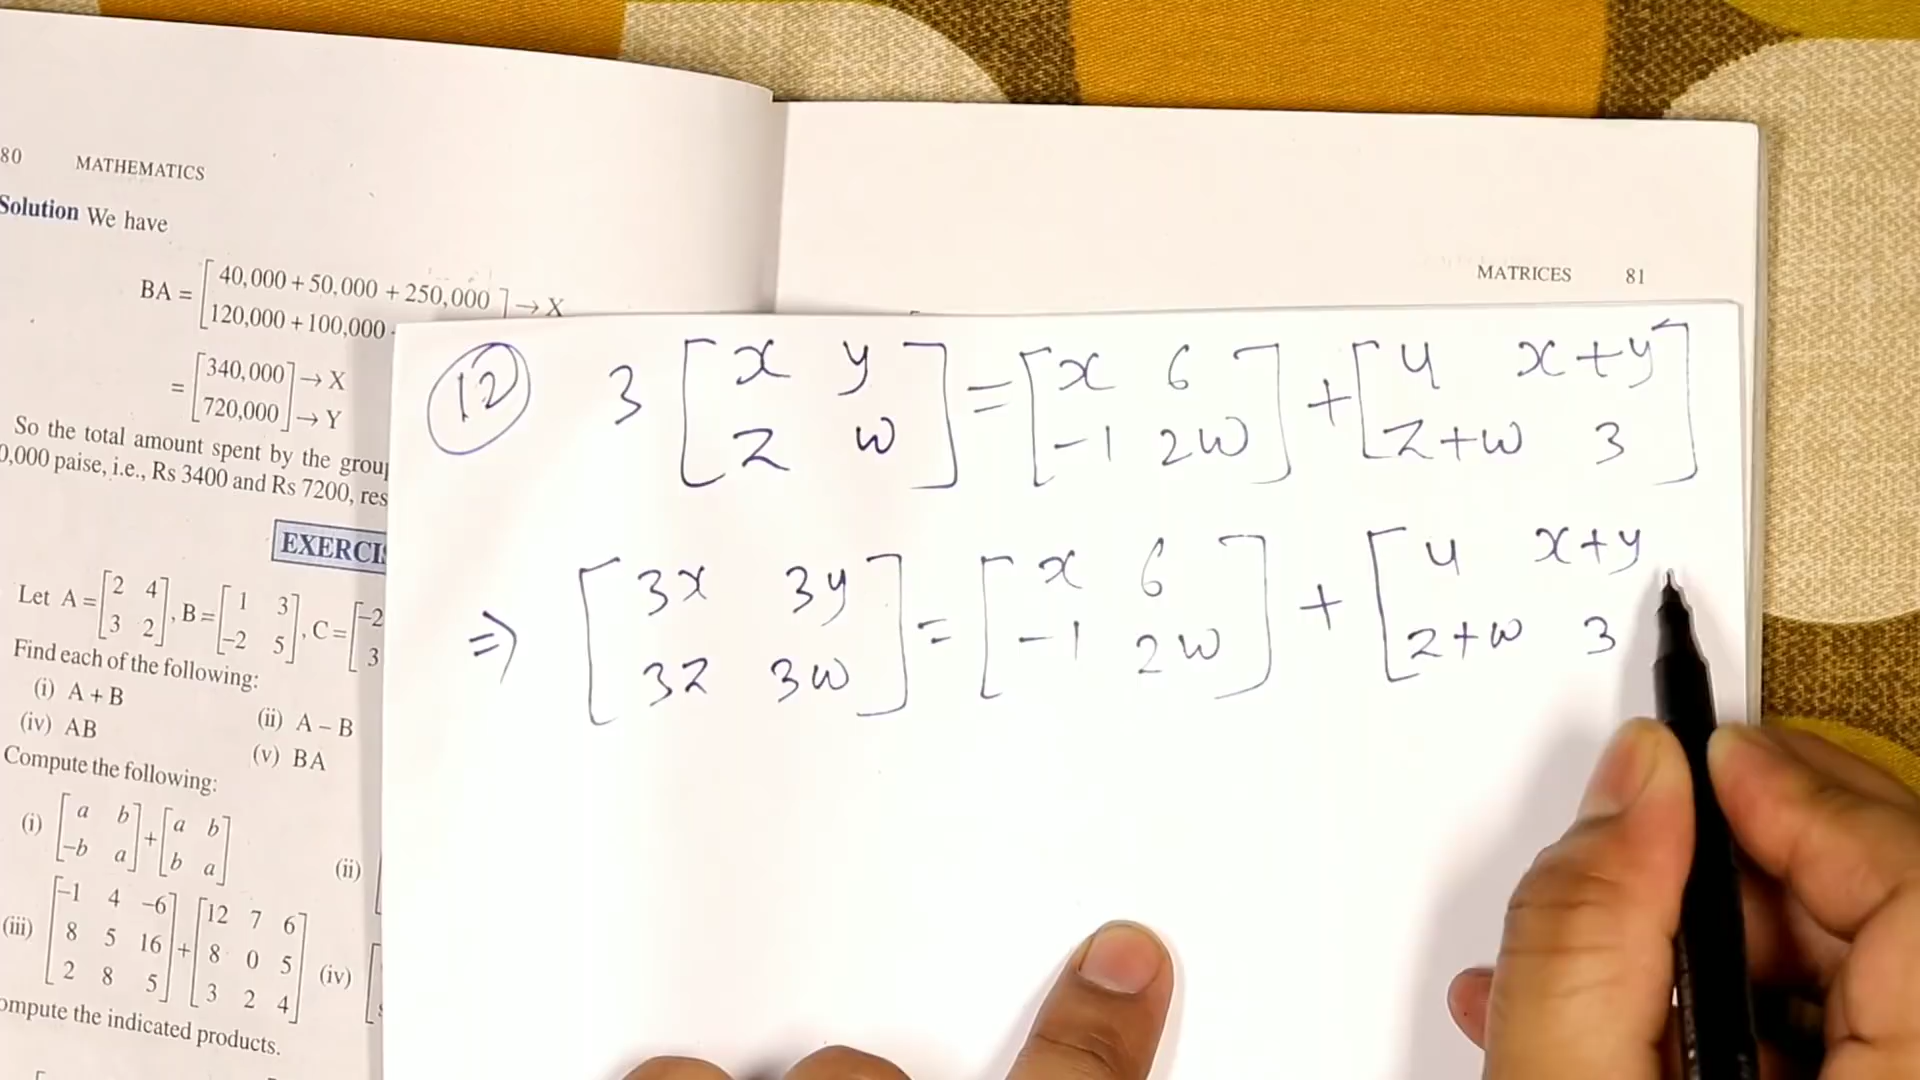 80 MATHEMATICS
Solution We have
BA = [ 40,000 + 50,000 + 250,000 ] → X
120,000 + 100,000
= [ 340,000 ] → X
720,000 → Y
So the total amount spent by the
0,000 paise, i.e., Rs 3400 and Rs 7200,
Let A = [ 2 4
3 2 ], B = [ 1 3
-2 5 ], C = [ -2
3
Find each of the following:
(i) A + B (ii) A – B
(iv) AB (v) BA
Compute the following:
(i) [ a b
-b a ] + [ a b
b a ] (ii)
(iii) [ -1 4 -6
8 5 16
2 8 5 ] + [ 12 7 6
8 0 5
3 2 4 ] (iv)
the indicated products.
MATRICES 81
12 3 [ x y
z w ] = [ x 6
-1 2w ] + [ 4 x+y
z+w 3 ]
⇒ [ 3x 3y
3z 3w ] = [ x 6
-1 2w ] + [ 4 x+y
z+w 3